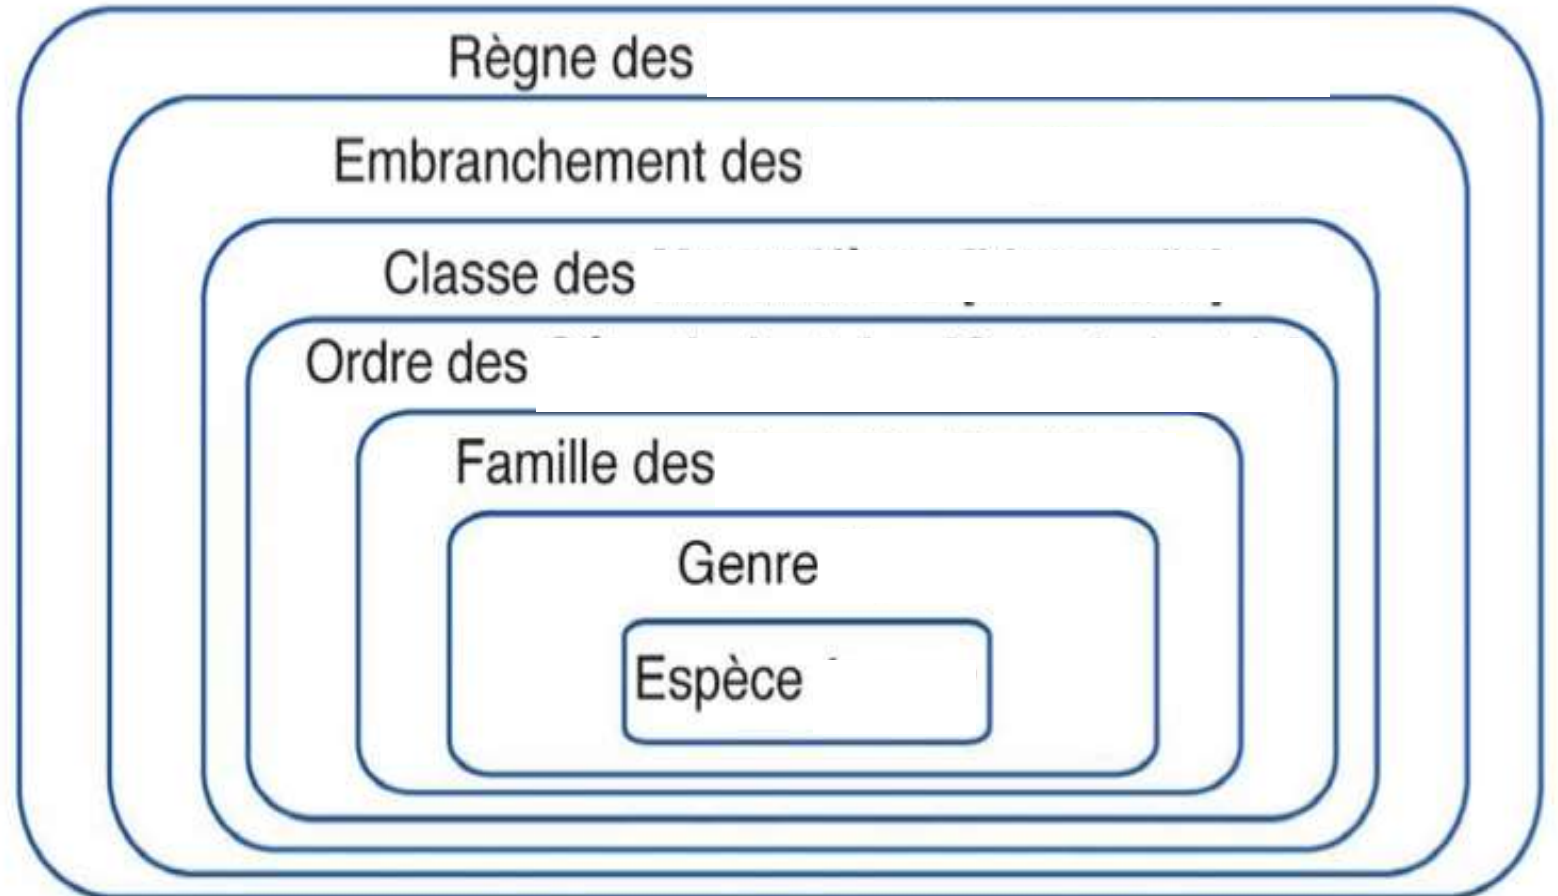 Règne des
Embranchement des
Classe des
Ordre des
Famille des
Genre
Espèce